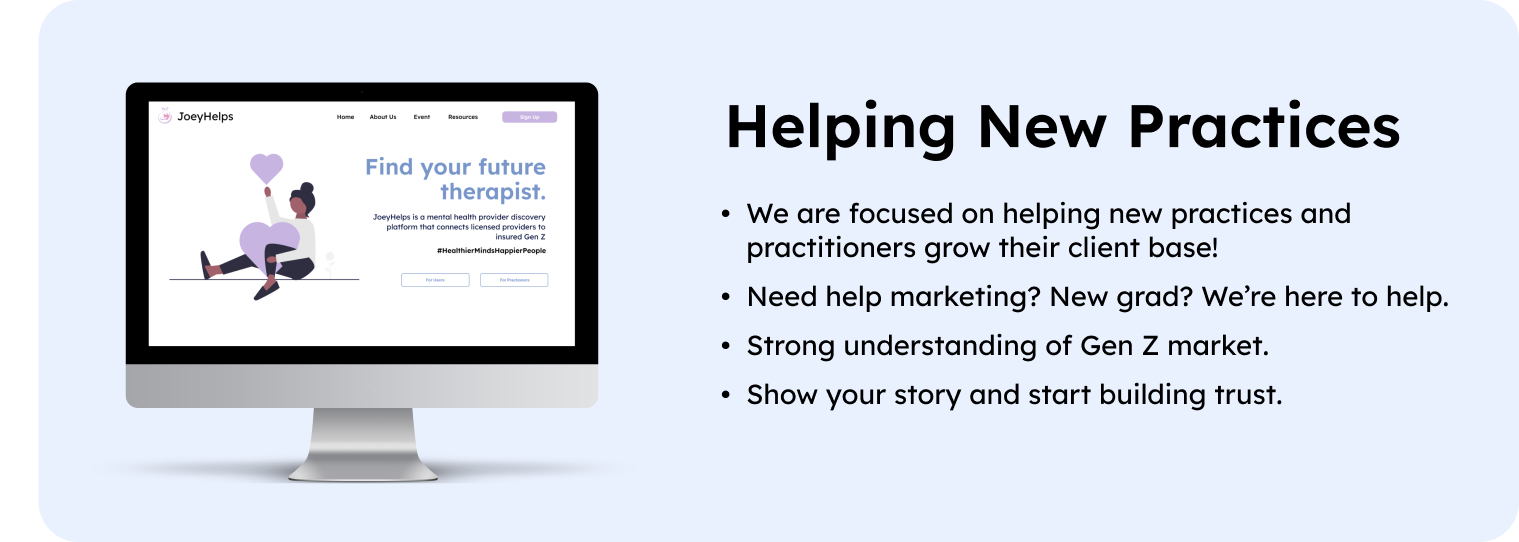 JoeyHelps
Home About Us Event Resources Sign Up
Find your future
therapist.
JoeyHelps is a mental health provider discovery
platform that connects licensed providers to
insured Gen Z
#HealthierMindsHappierPeople
For Users For Practitioners
Helping New Practices
• We are focused on helping new practices and
practitioners grow their client base!
• Need help marketing? New grad? We’re here to help.
• Strong understanding of Gen Z market.
• Show your story and start building trust.